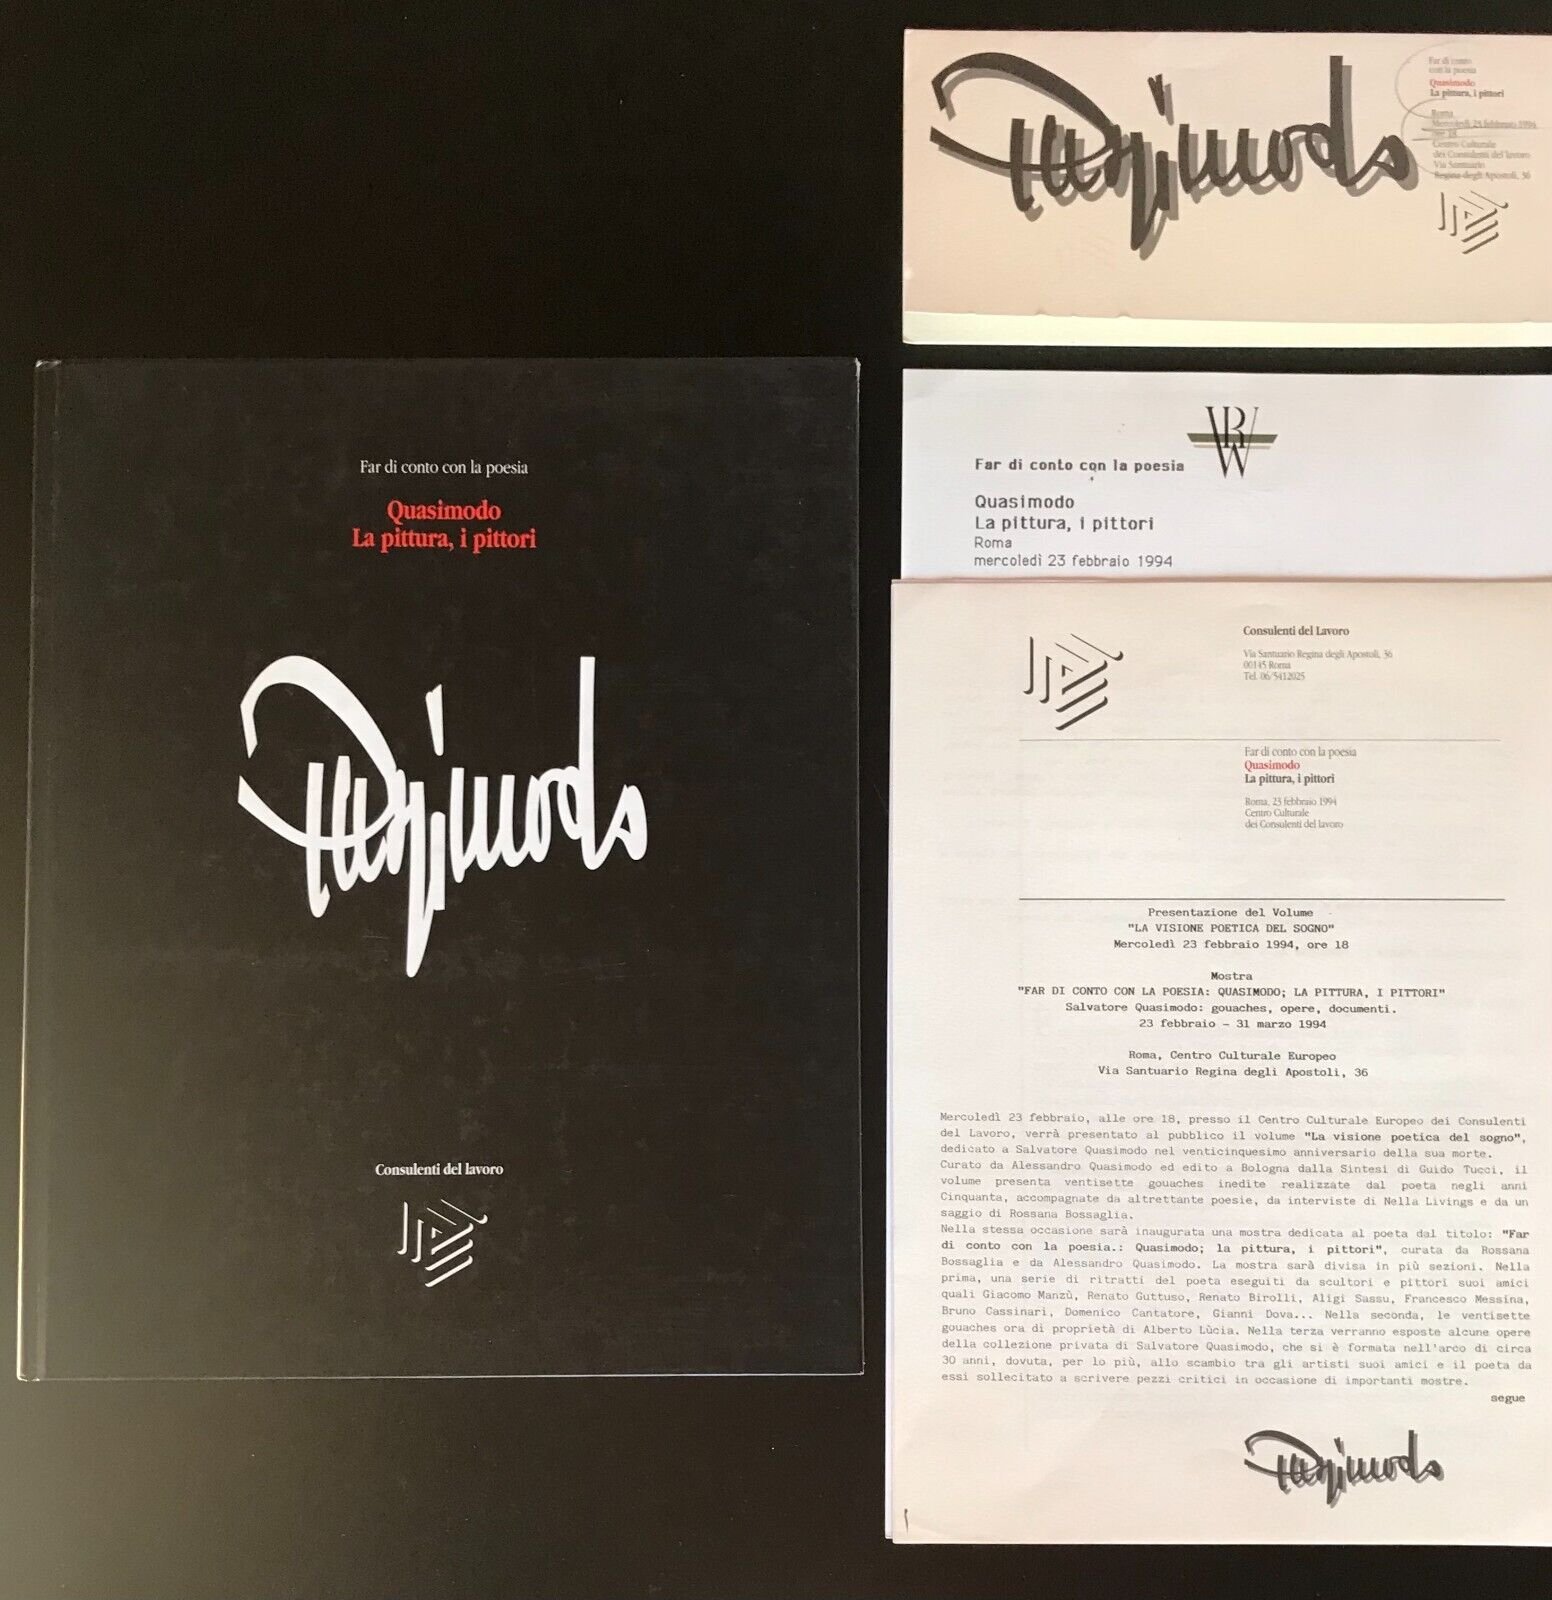 Far di conto con la poesia
Quasimodo
La pittura, i pittori
Quasimodo
Consulenti del lavoro
Quasimodo
Far di conto
con la poesia
Quasimodo
La pittura, i pittori
Roma
Mercoledì 23 febbraio 1994
ore 18
Centro Culturale
dei Consulenti del lavoro
Via Santuario
Regina degli Apostoli, 36
VRW
Far di conto con la poesia
Quasimodo
La pittura, i pittori
Roma
mercoledì 23 febbraio 1994
Consulenti del Lavoro
Via Santuario Regina degli Apostoli, 36
00145 Roma
Tel. 06/5412025
Far di conto con la poesia
Quasimodo
La pittura, i pittori
Roma, 23 febbraio 1994
Centro Culturale
dei Consulenti del lavoro
Presentazione del Volume
"LA VISIONE POETICA DEL SOGNO"
Mercoledì 23 febbraio 1994, ore 18
Mostra
"FAR DI CONTO CON LA POESIA: QUASIMODO; LA PITTURA, I PITTORI"
Salvatore Quasimodo: gouaches, opere, documenti.
23 febbraio - 31 marzo 1994
Roma, Centro Culturale Europeo
Via Santuario Regina degli Apostoli, 36
Mercoledì 23 febbraio, alle ore 18, presso il Centro Culturale Europeo dei Consulenti
del Lavoro, verrà presentato al pubblico il volume "La visione poetica del sogno",
dedicato a Salvatore Quasimodo nel venticinquesimo anniversario della sua morte.
Curato da Alessandro Quasimodo ed edito a Bologna dalla Sintesi di Guido Tucci, il
volume presenta ventisette gouaches inedite realizzate dal poeta negli anni
Cinquanta, accompagnate da altrettante poesie, da interviste di Nella Livings e da un
saggio di Rossana Bossaglia.
Nella stessa occasione sarà inaugurata una mostra dedicata al poeta dal titolo: "Far
di conto con la poesia.: Quasimodo; la pittura, i pittori", curata da Rossana
Bossaglia e da Alessandro Quasimodo. La mostra sarà divisa in più sezioni. Nella
prima, una serie di ritratti del poeta eseguiti da scultori e pittori suoi amici
quali Giacomo Manzù, Renato Guttuso, Renato Birolli, Aligi Sassu, Francesco Messina,
Bruno Cassinari, Domenico Cantatore, Gianni Dova... Nella seconda, le ventisette
gouaches ora di proprietà di Alberto Lùcia. Nella terza verranno esposte alcune opere
della collezione privata di Salvatore Quasimodo, che si è formata nell'arco di circa
30 anni, dovuta, per lo più, allo scambio tra gli artisti suoi amici e il poeta da
essi sollecitato a scrivere pezzi critici in occasione di importanti mostre.
segue
Quasimodo